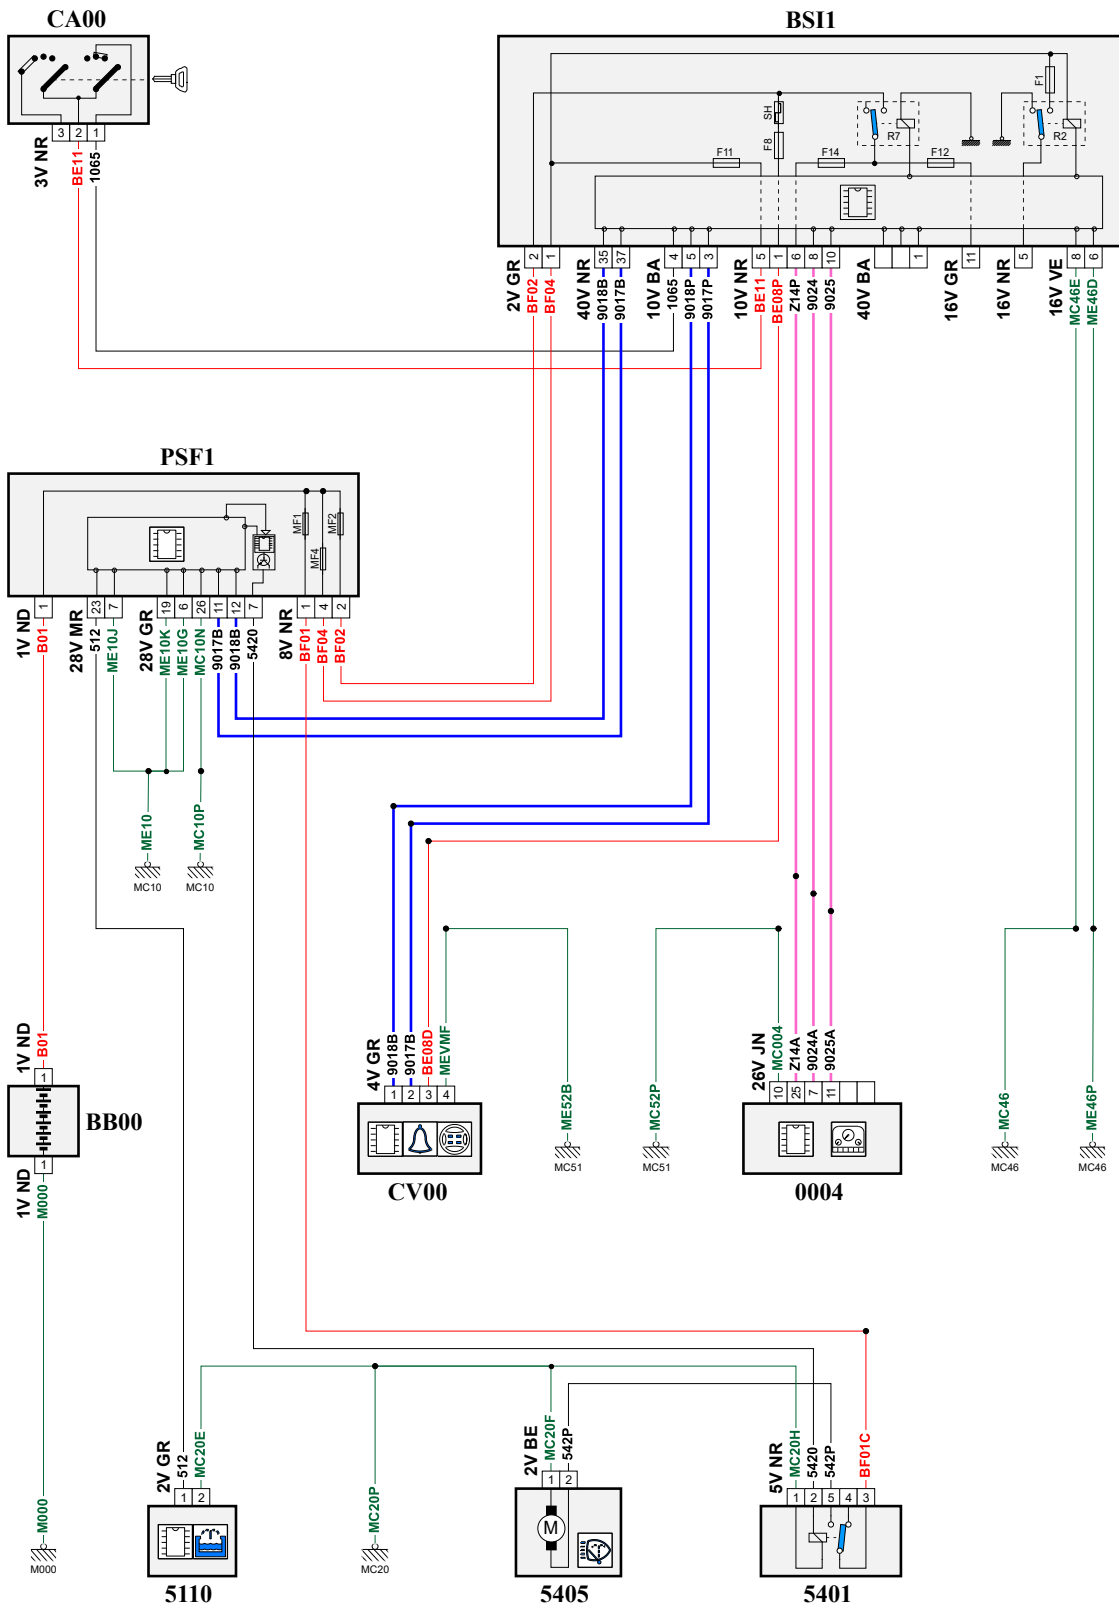 CA00
BSI1
F1
SH
F8
R7
R2
F11
F14
F12
3 2 1
3V NR
BE11
1065
2 1 35 37 4 5 3 5 1 6 8 10 1 11 5 8 6
2V GR
BF02
BF04
40V NR
9018B
9017B
10V BA
1065
9018P
9017P
10V NR
BE11
BE08P
Z14P
9024
9025
40V BA
16V GR
16V NR
16V VE
MC46E
ME46D
PSF1
MF1
MF4
MF2
1 23 7 19 6 26 11 12 7 1 4 2
1V ND
B01
28V MR
512
ME10J
28V GR
ME10K
ME10G
MC10N
9017B
9018B
5420
8V NR
BF01
BF04
BF02
ME10
MC10P
MC10
MC10
1V ND
B01
1
BB00
1
1V ND
M000
4V GR
9018B
9017B
BE08D
MEVMF
1 2 3 4
CV00
ME52B
MC51
MC52P
MC51
26V JN
MC004
Z14A
9024A
9025A
10 25 7 11
0004
MC46
MC46
ME46P
MC46
M000
M000
2V GR
512
MC20E
1 2
5110
MC20P
MC20
2V BE
MC20F
542P
1 2
M
5405
5V NR
MC20H
5420
542P
BF01C
1 2 5 4 3
5401